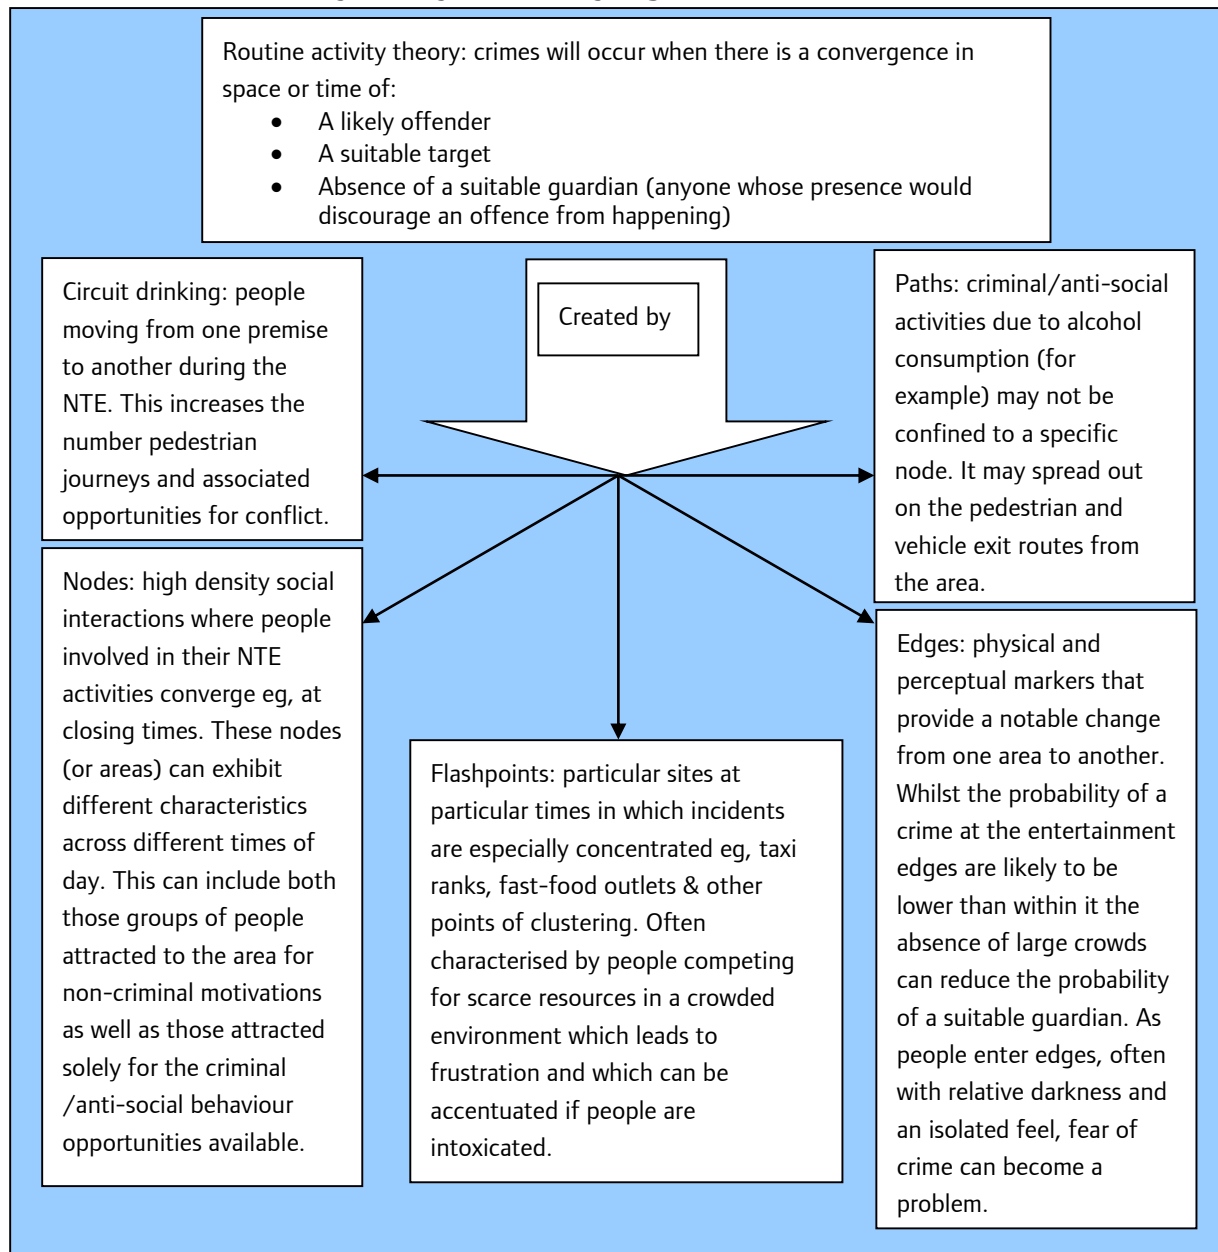 Routine activity theory: crimes will occur when there is a convergence in
space or time of:
• A likely offender
• A suitable target
• Absence of a suitable guardian (anyone whose presence would
discourage an offence from happening)
Created by
Circuit drinking: people
moving from one premise
to another during the
NTE. This increases the
number pedestrian
journeys and associated
opportunities for conflict.
Paths: criminal/anti-social
activities due to alcohol
consumption (for
example) may not be
confined to a specific
node. It may spread out
on the pedestrian and
vehicle exit routes from
the area.
Nodes: high density social
interactions where people
involved in their NTE
activities converge eg, at
closing times. These nodes
(or areas) can exhibit
different characteristics
across different times of
day. This can include both
those groups of people
attracted to the area for
non-criminal motivations
as well as those attracted
solely for the criminal
/anti-social behaviour
opportunities available.
Flashpoints: particular sites at
particular times in which incidents
are especially concentrated eg, taxi
ranks, fast-food outlets & other
points of clustering. Often
characterised by people competing
for scarce resources in a crowded
environment which leads to
frustration and which can be
accentuated if people are
intoxicated.
Edges: physical and
perceptual markers that
provide a notable change
from one area to another.
Whilst the probability of a
crime at the entertainment
edges are likely to be
lower than within it the
absence of large crowds
can reduce the probability
of a suitable guardian. As
people enter edges, often
with relative darkness and
an isolated feel, fear of
crime can become a
problem.